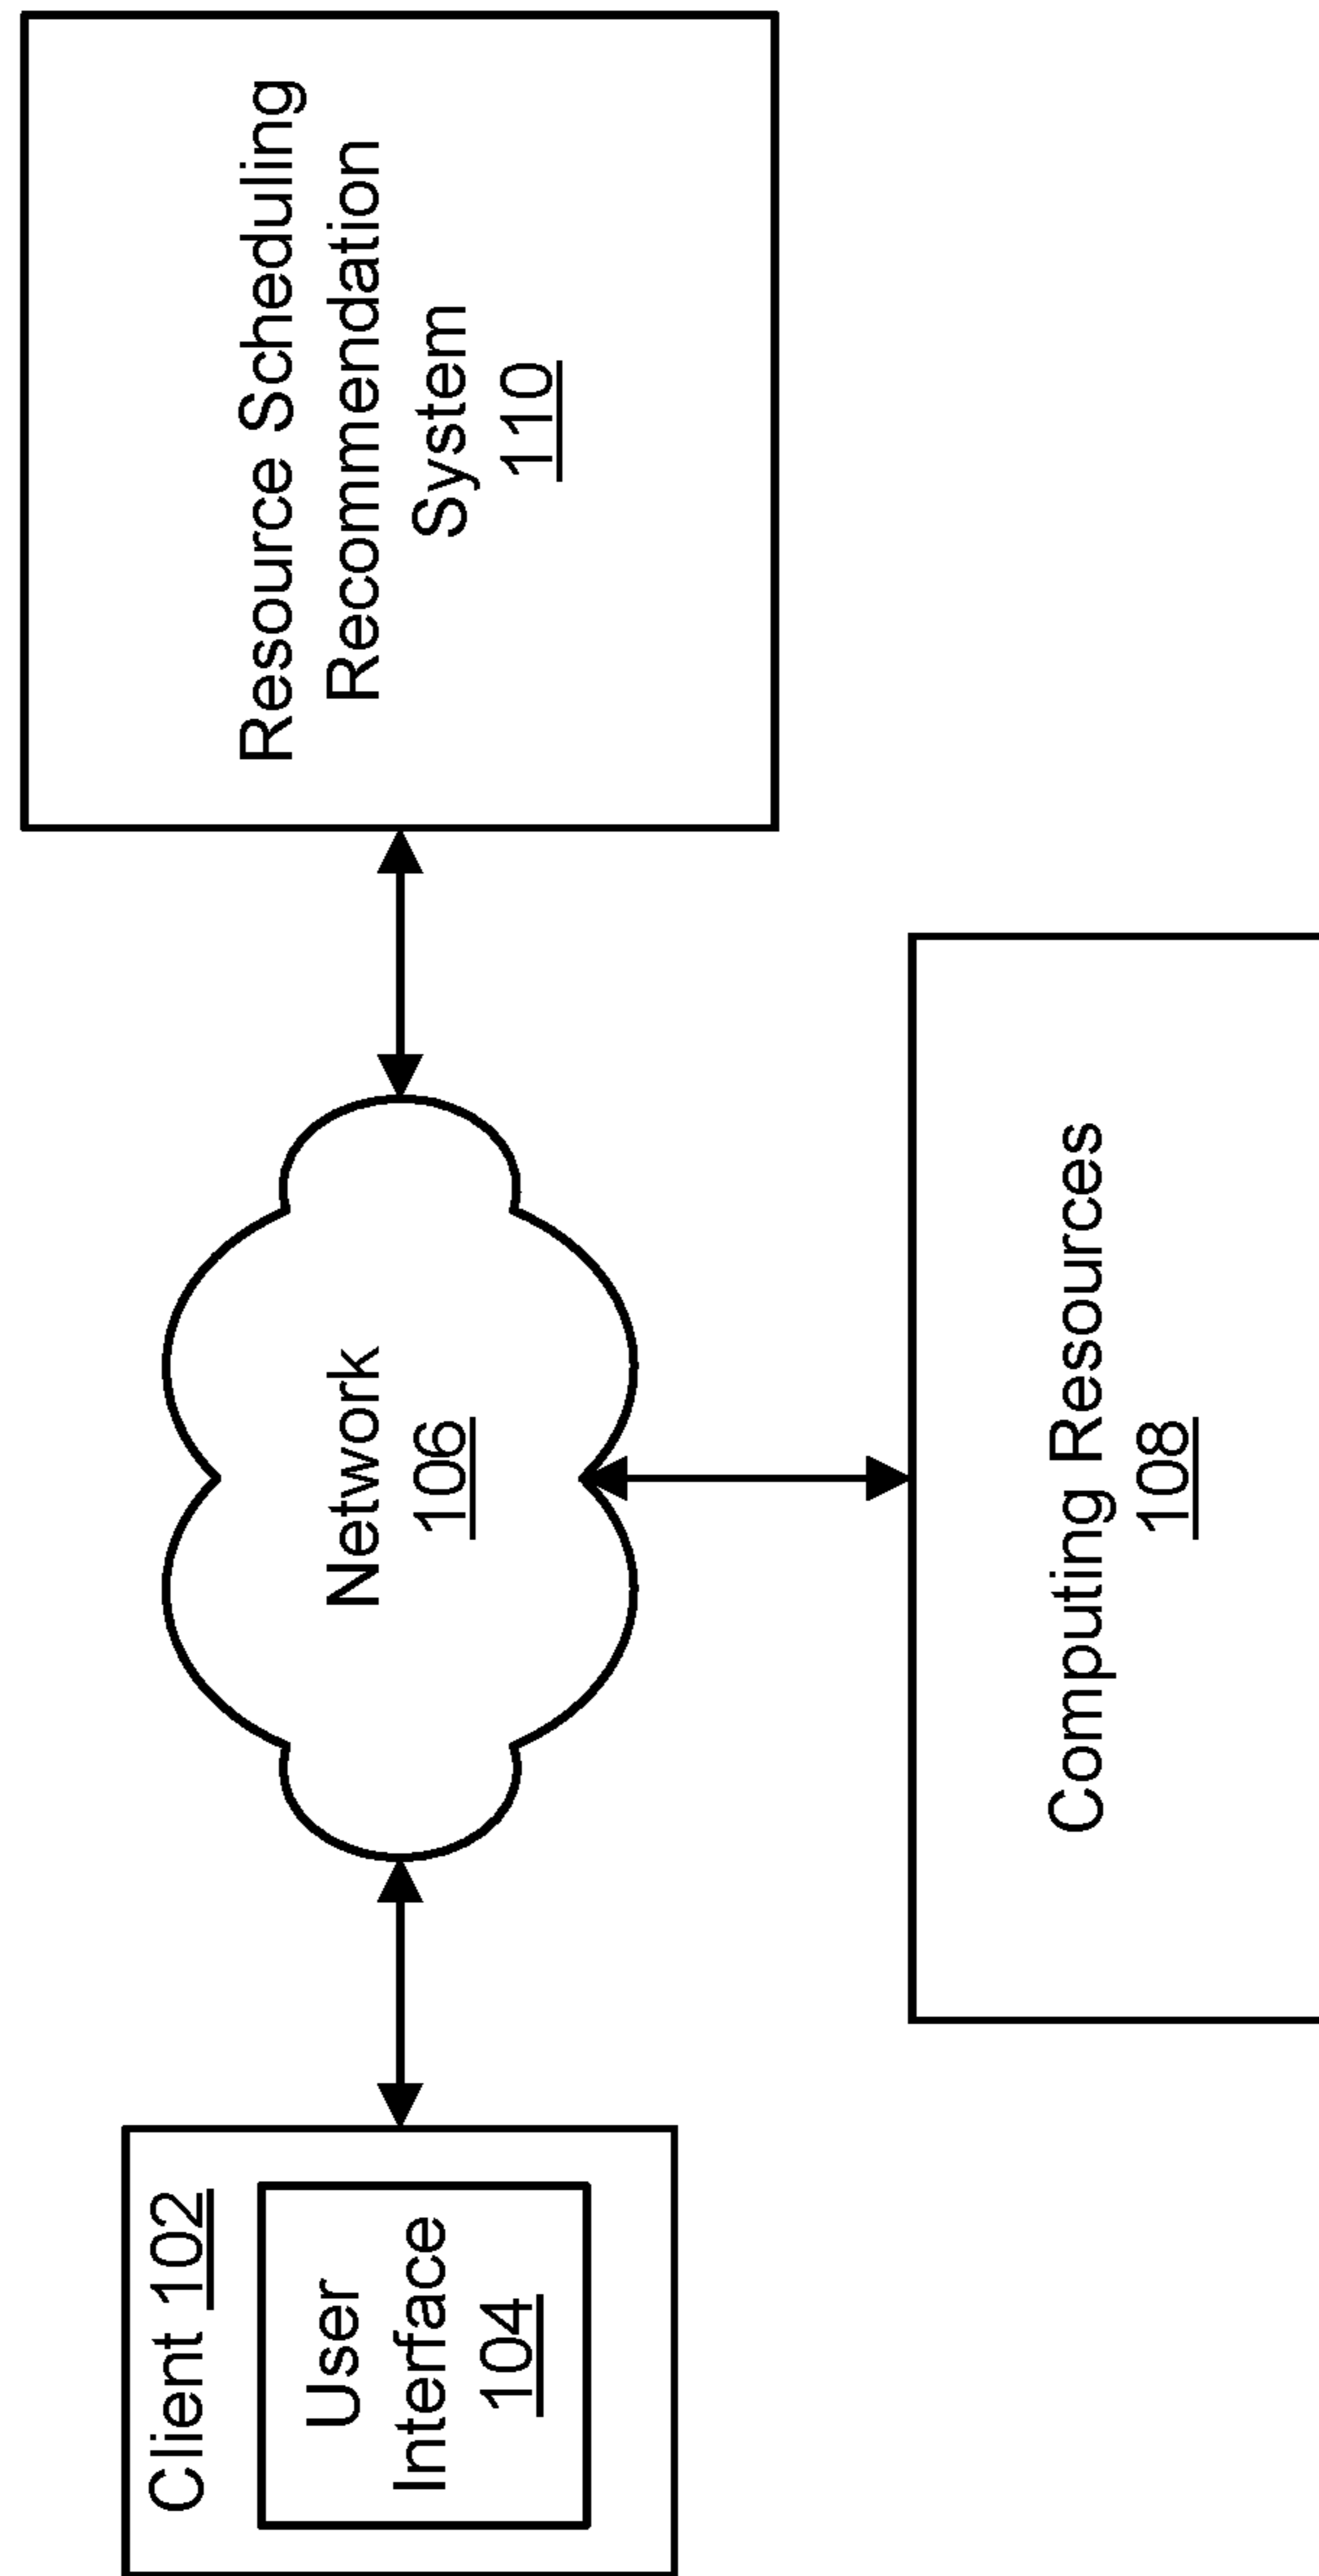 Client 102
User
Interface
104
Network
106
Resource Scheduling
Recommendation
System
110
Computing Resources
108